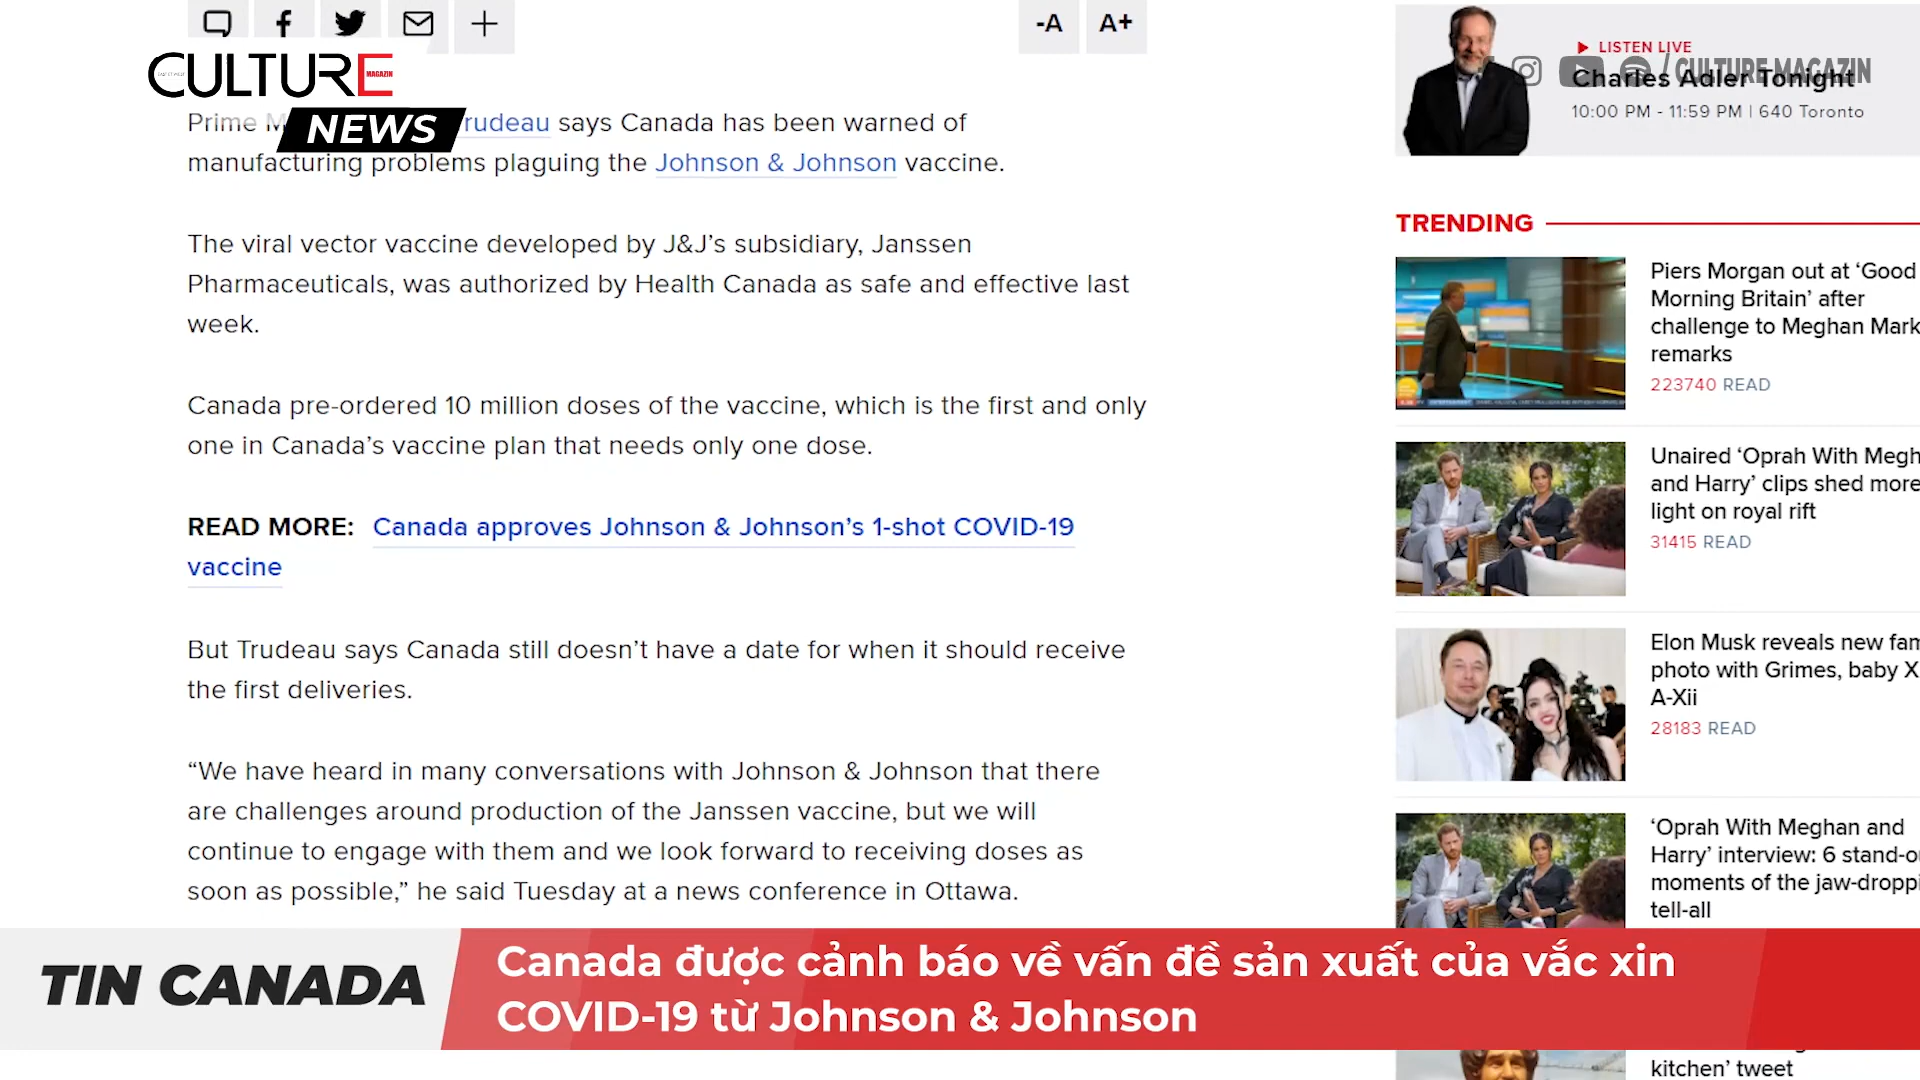 -A A+
CULTURE
MAGAZIN
NEWS
Prime M rudeau says Canada has been warned of
manufacturing problems plaguing the Johnson & Johnson vaccine.
The viral vector vaccine developed by J&J’s subsidiary, Janssen
Pharmaceuticals, was authorized by Health Canada as safe and effective last
week.
Canada pre-ordered 10 million doses of the vaccine, which is the first and only
one in Canada’s vaccine plan that needs only one dose.
READ MORE: Canada approves Johnson & Johnson’s 1-shot COVID-19
vaccine
But Trudeau says Canada still doesn’t have a date for when it should receive
the first deliveries.
“We have heard in many conversations with Johnson & Johnson that there
are challenges around production of the Janssen vaccine, but we will
continue to engage with them and we look forward to receiving doses as
soon as possible,” he said Tuesday at a news conference in Ottawa.
LISTEN LIVE
/ CULTURE MAGAZIN
Charles Adler Tonight
10:00 PM - 11:59 PM | 640 Toronto
TRENDING
Piers Morgan out at ‘Good
Morning Britain’ after
challenge to Meghan Mark
remarks
223740 READ
Unaired ‘Oprah With Megh
and Harry’ clips shed more
light on royal rift
31415 READ
Elon Musk reveals new fam
photo with Grimes, baby X
A-Xii
28183 READ
‘Oprah With Meghan and
Harry’ interview: 6 stand-o
moments of the jaw-droppi
tell-all
kitchen’ tweet
TIN CANADA
Canada được cảnh báo về vấn đề sản xuất của vắc xin
COVID-19 từ Johnson & Johnson